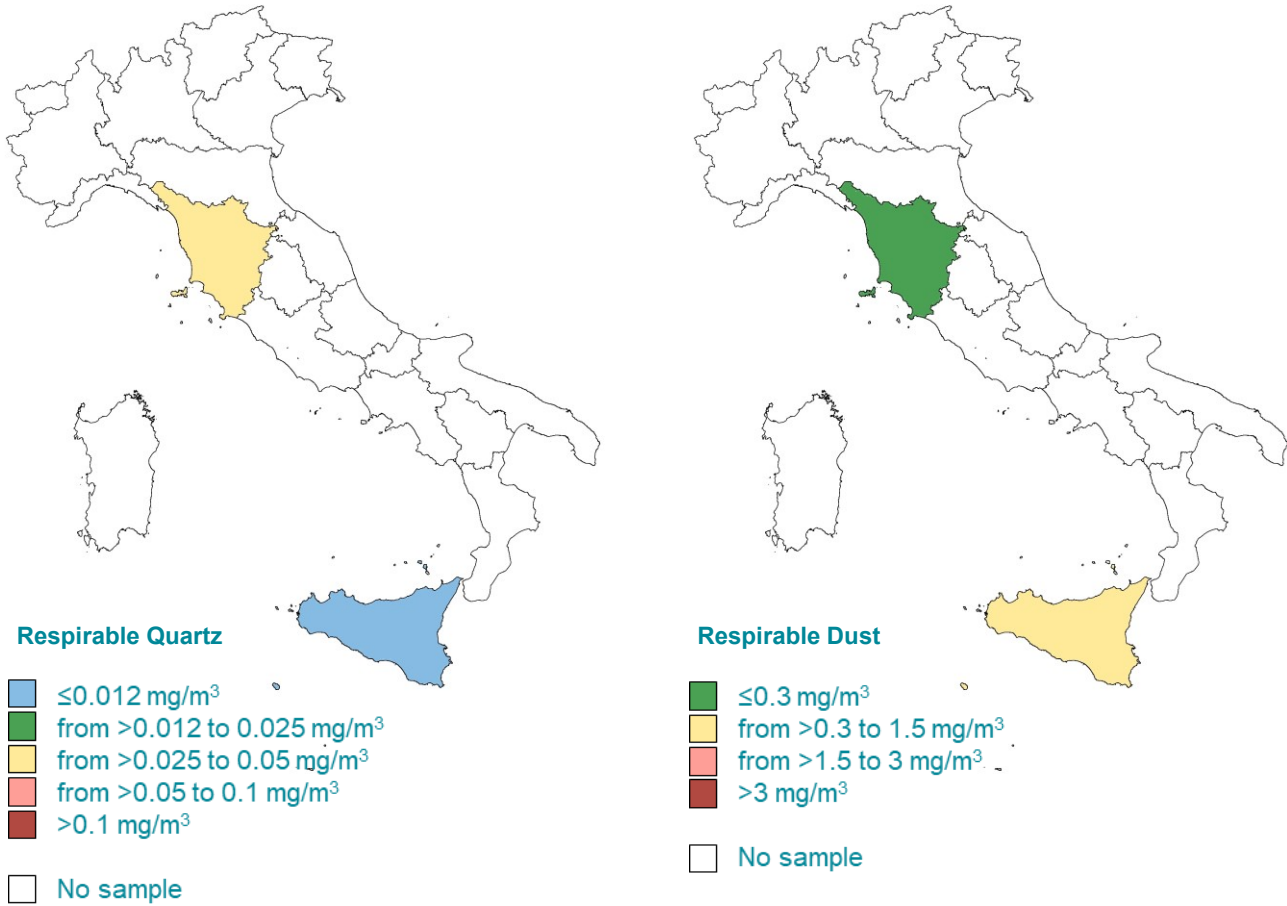 Respirable Quartz
≤0.012 mg/m³
from >0.012 to 0.025 mg/m³
from >0.025 to 0.05 mg/m³
from >0.05 to 0.1 mg/m³
>0.1 mg/m³
No sample
Respirable Dust
≤0.3 mg/m³
from >0.3 to 1.5 mg/m³
from >1.5 to 3 mg/m³
>3 mg/m³
No sample